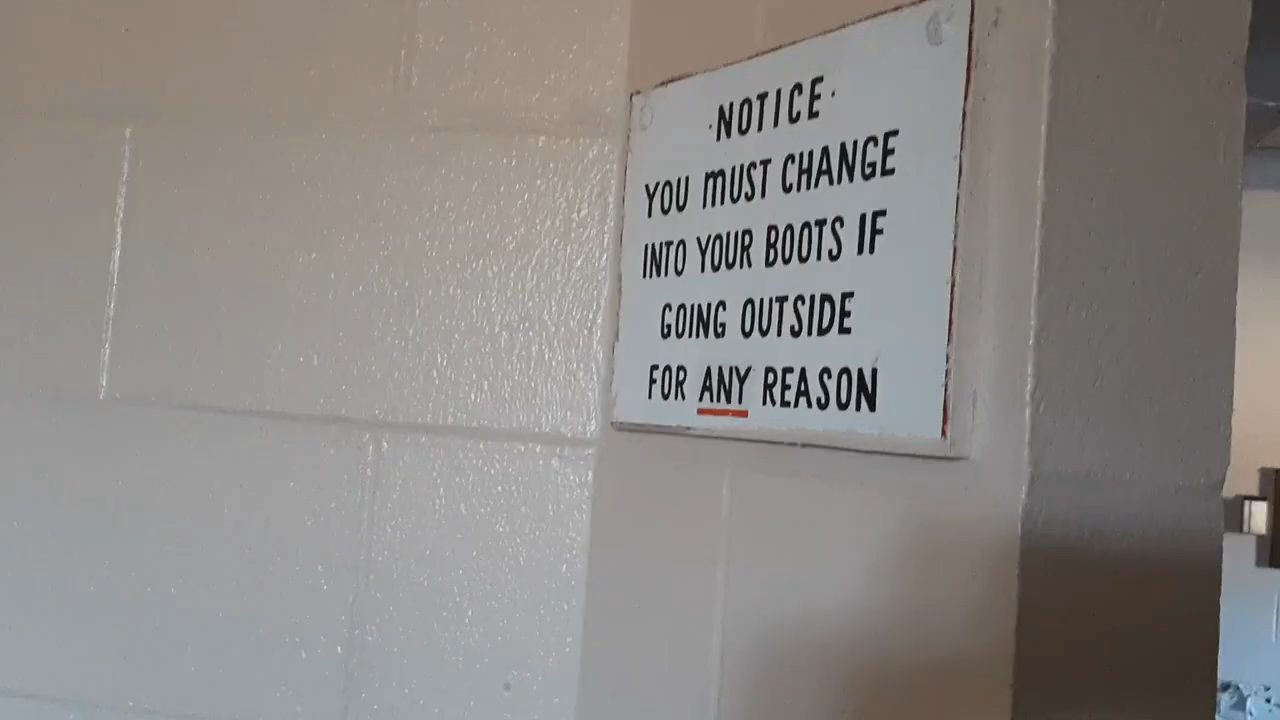 ·NOTICE·
YOU MUST CHANGE
INTO YOUR BOOTS IF
GOING OUTSIDE
FOR ANY REASON